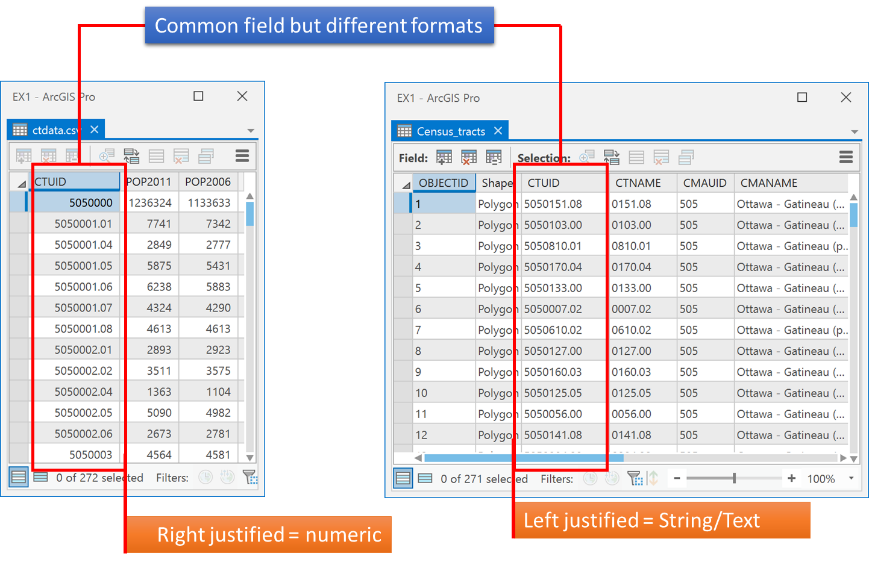 Common field but different formats
EX1 - ArcGIS Pro
ctdata.csv
CTUID POP2011 POP2006
5050000 1236324 1133633
5050001.01 7741 7342
5050001.04 2849 2777
5050001.05 5875 5431
5050001.06 6238 5883
5050001.07 4324 4290
5050001.08 4613 4613
5050002.01 2893 2923
5050002.02 3511 3575
5050002.04 1363 1104
5050002.05 5090 4982
5050002.06 2673 2781
5050003 4564 4581
0 of 272 selected Filters:
Right justified = numeric
EX1 - ArcGIS Pro
Census_tracts
Field: Selection:
OBJECTID Shape CTUID CTNAME CMAUID CMANAME
1 Polygon 5050151.08 0151.08 505 Ottawa - Gatineau (...
2 Polygon 5050103.00 0103.00 505 Ottawa - Gatineau (...
3 Polygon 5050810.01 0810.01 505 Ottawa - Gatineau (p...
4 Polygon 5050170.04 0170.04 505 Ottawa - Gatineau (...
5 Polygon 5050133.00 0133.00 505 Ottawa - Gatineau (...
6 Polygon 5050007.02 0007.02 505 Ottawa - Gatineau (...
7 Polygon 5050610.02 0610.02 505 Ottawa - Gatineau (p...
8 Polygon 5050127.00 0127.00 505 Ottawa - Gatineau (...
9 Polygon 5050160.03 0160.03 505 Ottawa - Gatineau (...
10 Polygon 5050125.05 0125.05 505 Ottawa - Gatineau (...
11 Polygon 5050056.00 0056.00 505 Ottawa - Gatineau (...
12 Polygon 5050141.08 0141.08 505 Ottawa - Gatineau (...
0 of 271 selected Filters: - + 100%
Left justified = String/Text